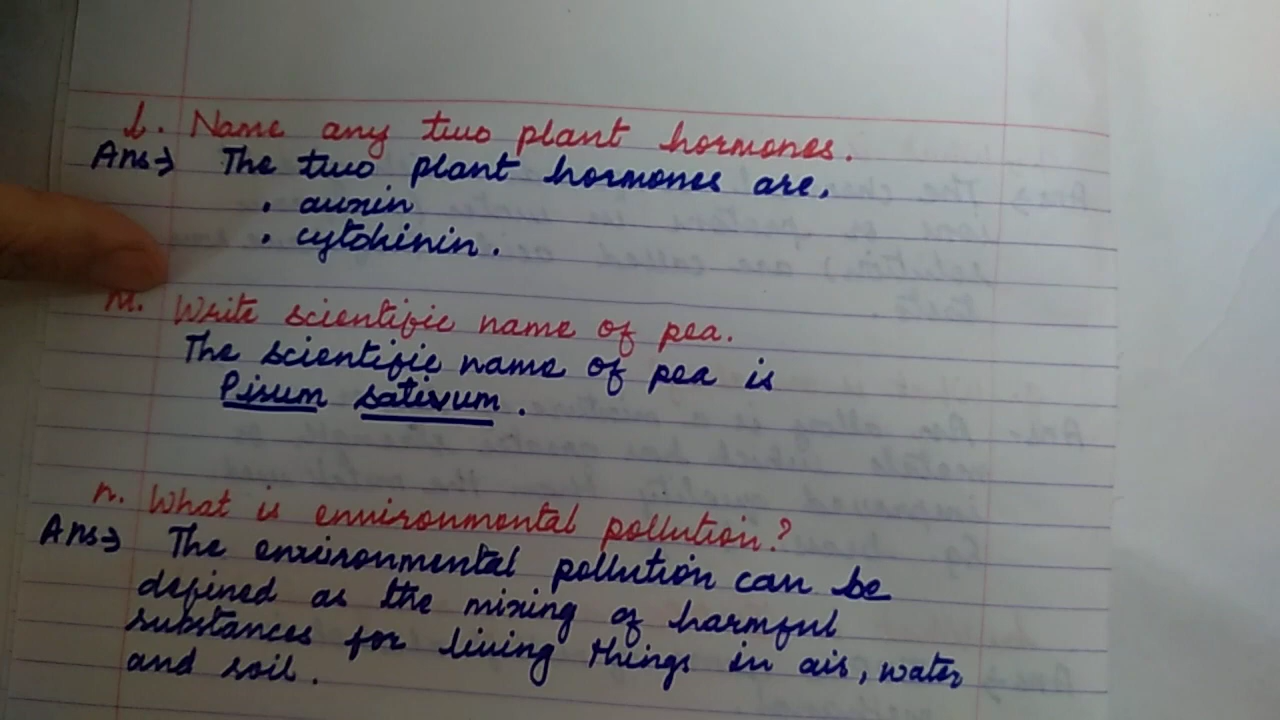 l. Name any two plant hormones.
Ans→ The two plant hormones are,
• auxin
• cytokinin.
m. Write scientific name of pea.
The scientific name of pea is
Pisum sativum.
n. What is environmental pollution?
Ans→ The environmental pollution can be
defined as the mixing of harmful
substances for living things in air, water
and soil.